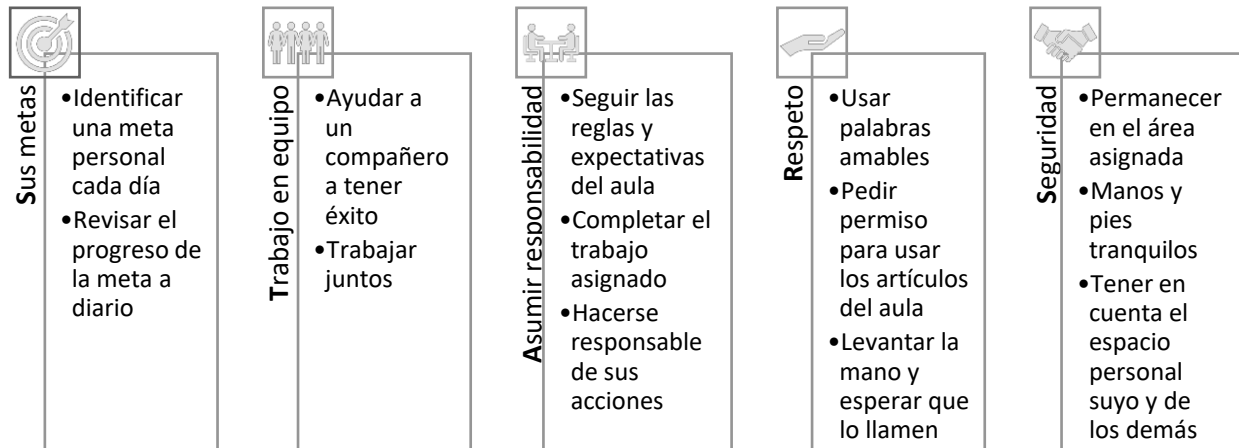 Sus metas
•Identificar
una meta
personal
cada día
•Revisar el
progreso de
la meta a
diario
Trabajo en equipo
•Ayudar a
un
compañero
a tener
éxito
•Trabajar
juntos
Asumir responsabilidad
•Seguir las
reglas y
expectativas
del aula
•Completar el
trabajo
asignado
•Hacerse
responsable
de sus
acciones
Respeto
•Usar
palabras
amables
•Pedir
permiso
para usar
los artículos
del aula
•Levantar la
mano y
esperar que
lo llamen
Seguridad
•Permanecer
en el área
asignada
•Manos y
pies
tranquilos
•Tener en
cuenta el
espacio
personal
suyo y de
los demás